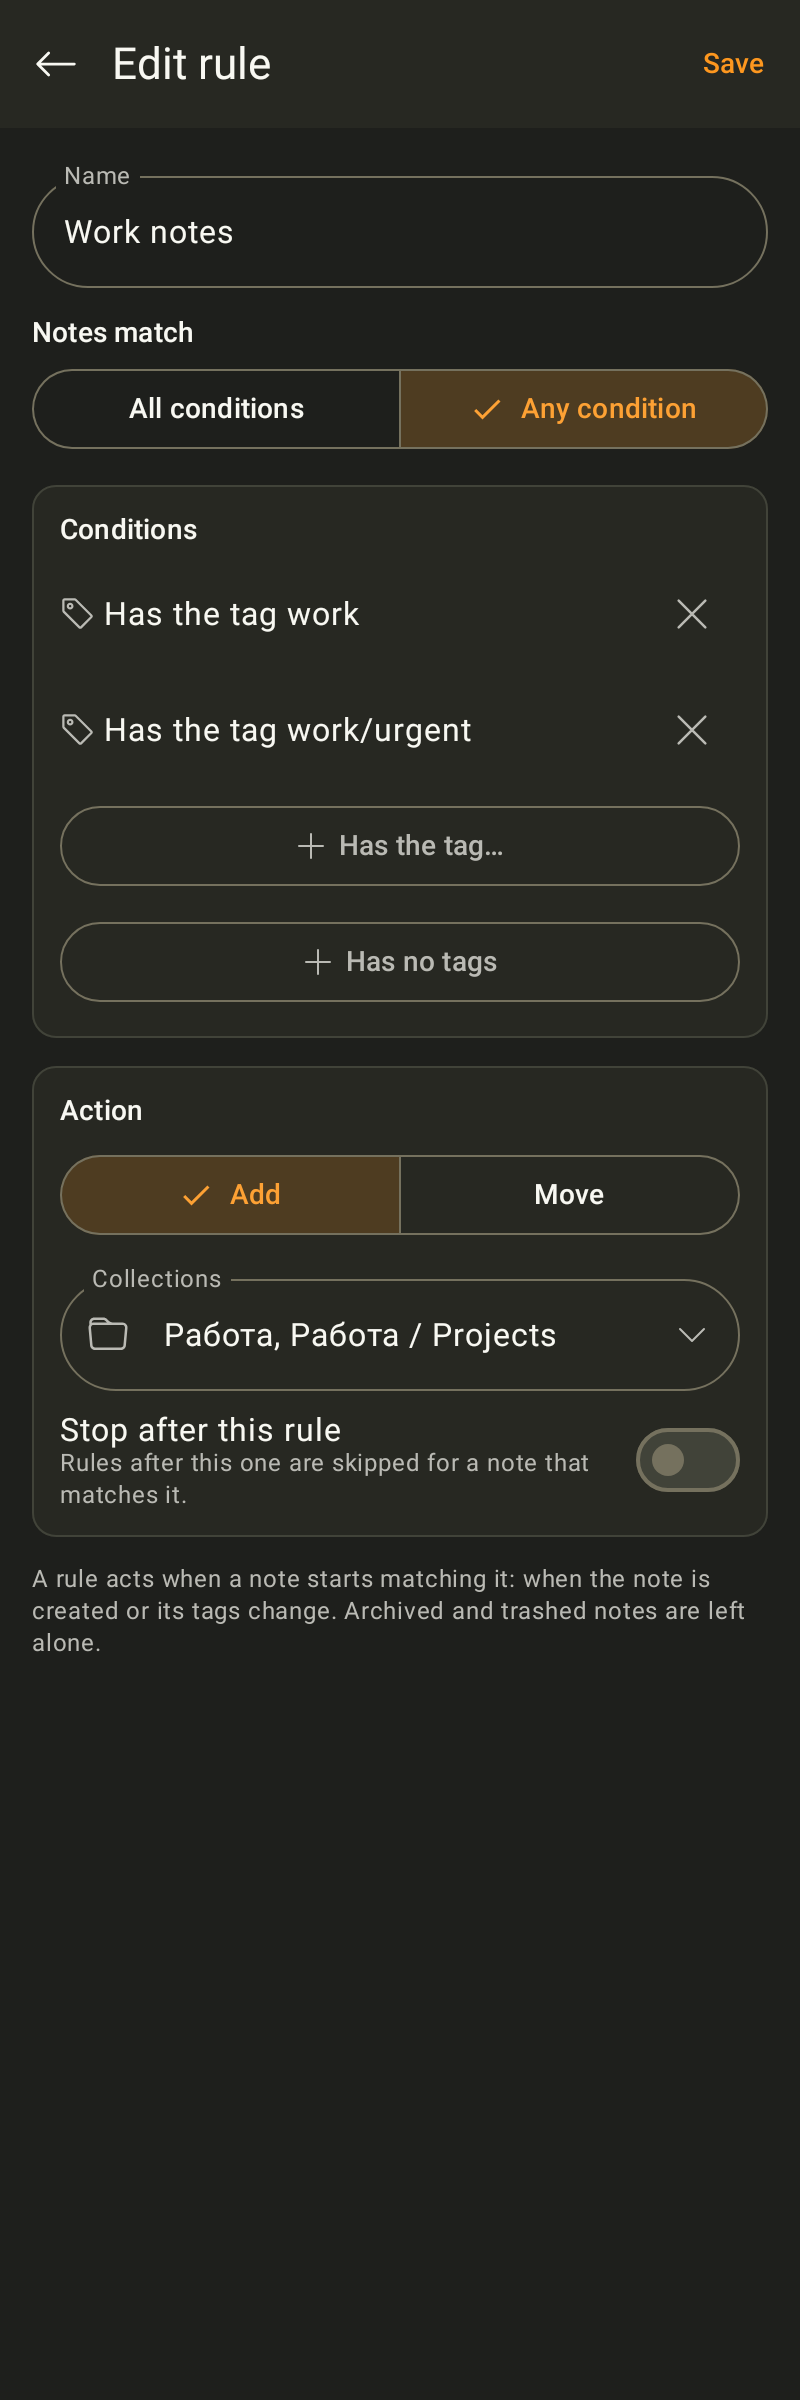 Edit rule
Save
Name
Work notes
Notes match
All conditions
Any condition
Conditions
Has the tag work
Has the tag work/urgent
Has the tag…
Has no tags
Action
Add
Move
Collections
Работа, Работа / Projects
Stop after this rule
Rules after this one are skipped for a note that
matches it.
A rule acts when a note starts matching it: when the note is
created or its tags change. Archived and trashed notes are left
alone.